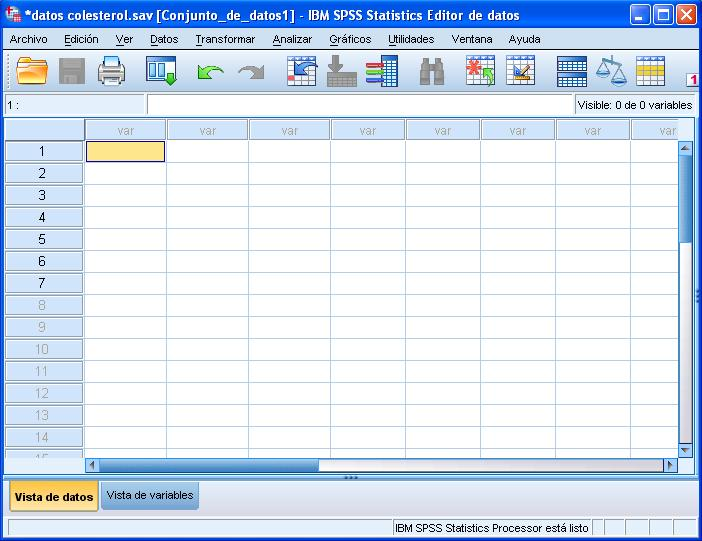 *datos colesterol.sav [Conjunto_de_datos1] - IBM SPSS Statistics Editor de datos
Archivo Edición Ver Datos Transformar Analizar Gráficos Utilidades Ventana Ayuda
1
1 : Visible: 0 de 0 variables
var var var var var var var var
1
2
3
4
5
6
7
8
9
10
11
12
13
14
15
Vista de datos Vista de variables
IBM SPSS Statistics Processor está listo